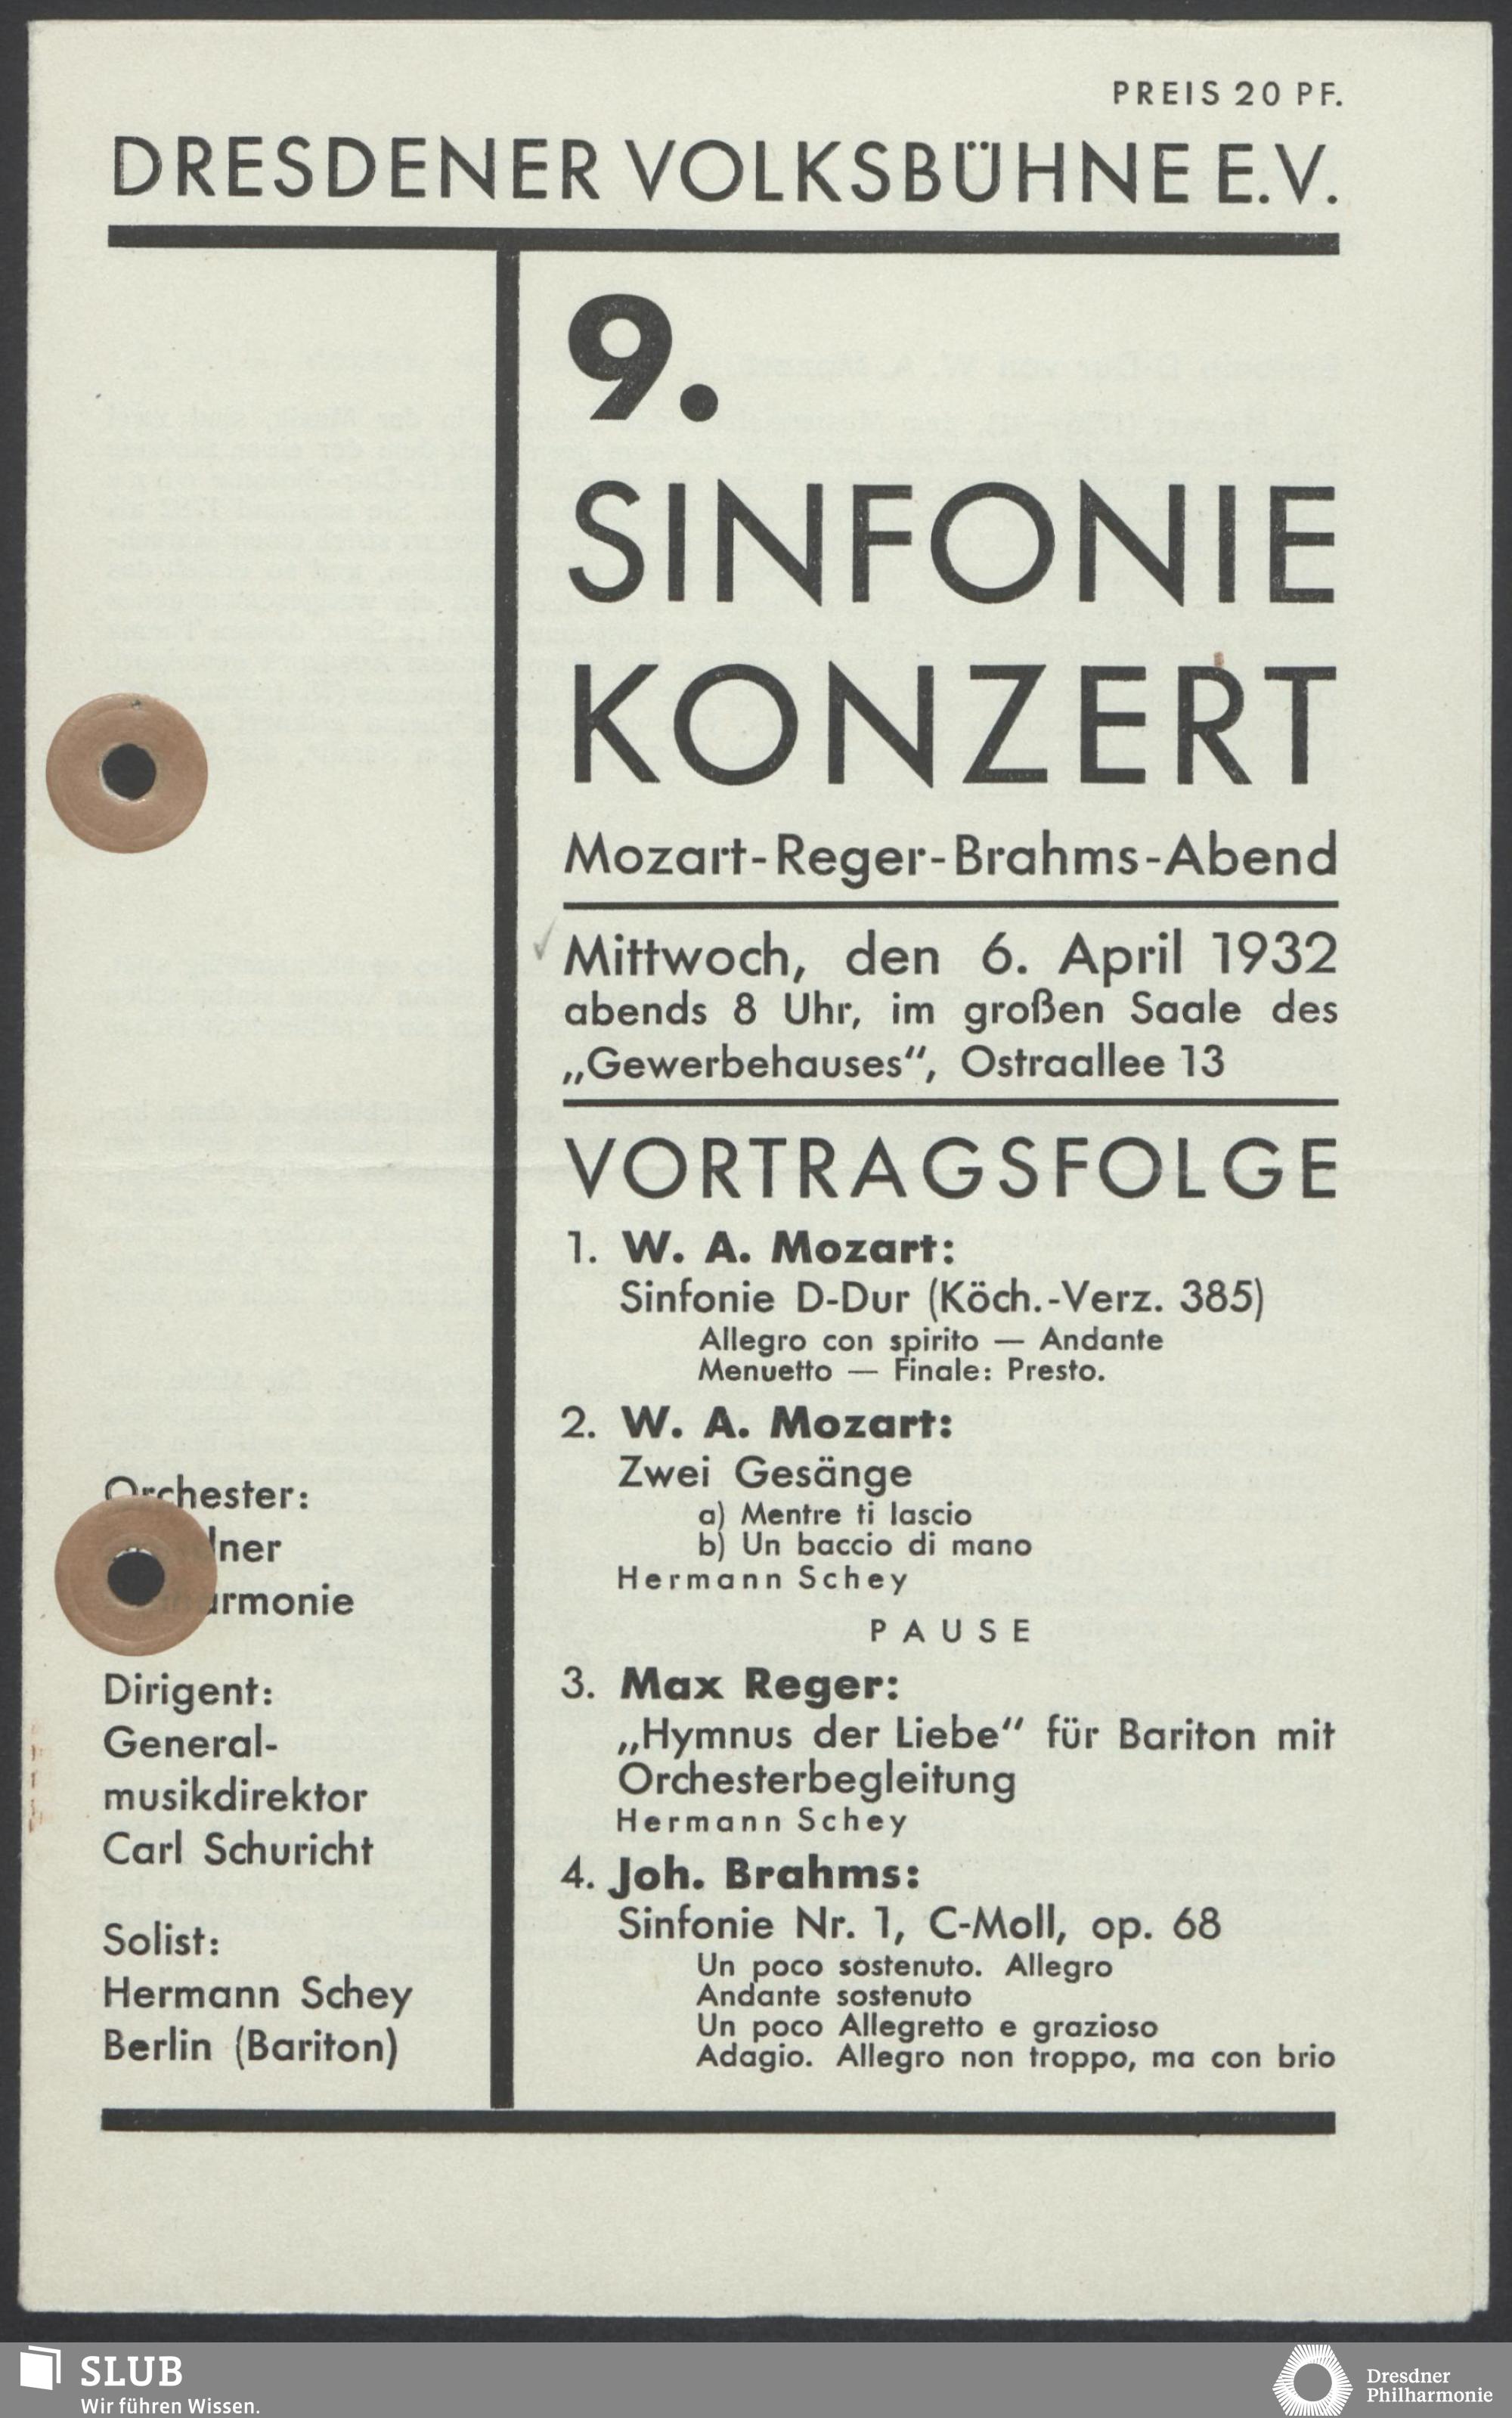 PREIS 20 PF.
DRESDENER VOLKSBÜHNE E.V.
9.
SINFONIE
KONZERT
Mozart-Reger-Brahms-Abend
Mittwoch, den 6. April 1932
abends 8 Uhr, im großen Saale des
„Gewerbehauses“, Ostraallee 13
VORTRAGSFOLGE
1. W. A. Mozart:
Sinfonie D-Dur (Köch.-Verz. 385)
Allegro con spirito — Andante
Menuetto — Finale: Presto.
2. W. A. Mozart:
Zwei Gesänge
a) Mentre ti lascio
b) Un baccio di mano
Hermann Schey
PAUSE
3. Max Reger:
„Hymnus der Liebe“ für Bariton mit
Orchesterbegleitung
Hermann Schey
4. Joh. Brahms:
Sinfonie Nr. 1, C-Moll, op. 68
Un poco sostenuto. Allegro
Andante sostenuto
Un poco Allegretto e grazioso
Adagio. Allegro non troppo, ma con brio
Orchester:
Dirigent:
General-
musikdirektor
Carl Schuricht
Solist:
Hermann Schey
Berlin (Bariton)
SLUB
Wir führen Wissen.
Dresdner
Philharmonie